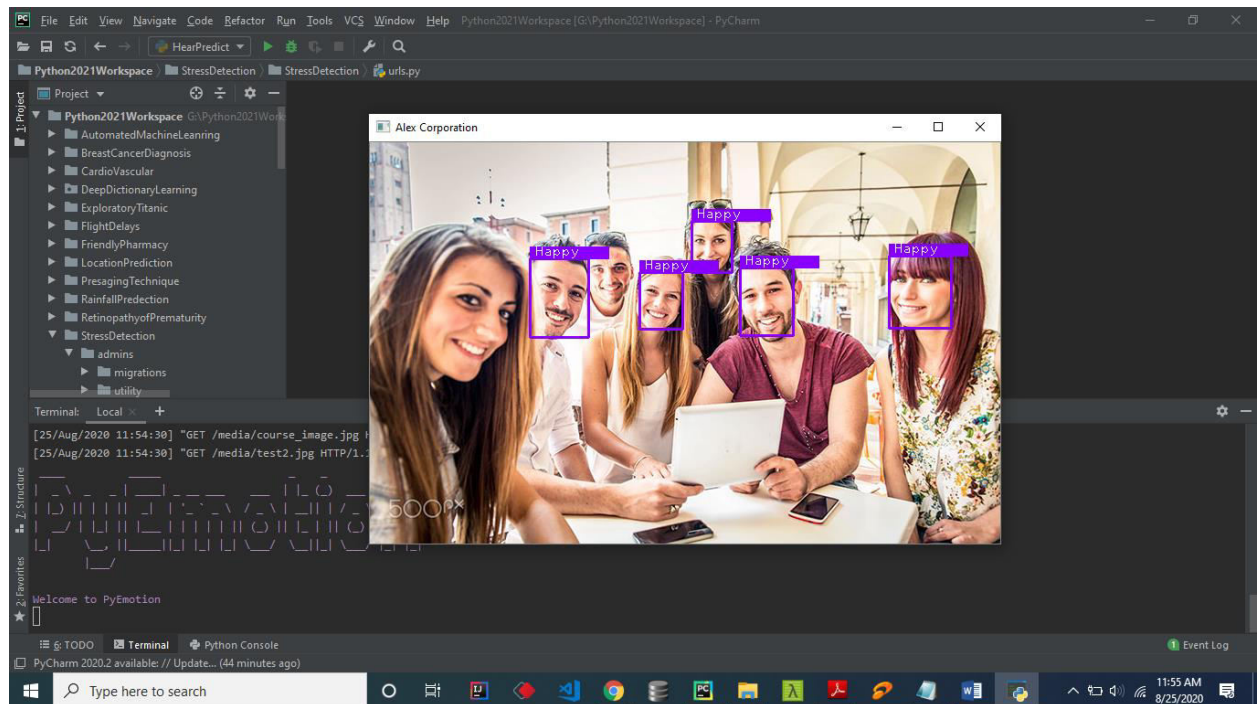 File Edit View Navigate Code Refactor Run Tools VCS Window Help Python2021Workspace [G:\Python2021Workspace] - PyCharm
HearPredict
Python2021Workspace StressDetection StressDetection urls.py
1: Project
Project
Python2021Workspace G:\Python2021Work
AutomatedMachineLeanring
BreastCancerDiagnosis
CardioVascular
DeepDictionaryLearning
ExploratoryTitanic
FlightDelays
FriendlyPharmacy
LocationPrediction
PresagingTechnique
RainfallPredection
RetinopathyofPrematurity
StressDetection
admins
migrations
utility
Alex Corporation
Happy
Happy
Happy
Happy
Happy
500px
Terminal: Local +
[25/Aug/2020 11:54:30] "GET /media/course_image.jpg H
[25/Aug/2020 11:54:30] "GET /media/test2.jpg HTTP/1.1
Welcome to PyEmotion
Z: Structure
2: Favorites
6: TODO Terminal Python Console
1 Event Log
PyCharm 2020.2 available: // Update... (44 minutes ago)
Type here to search
11:55 AM
8/25/2020